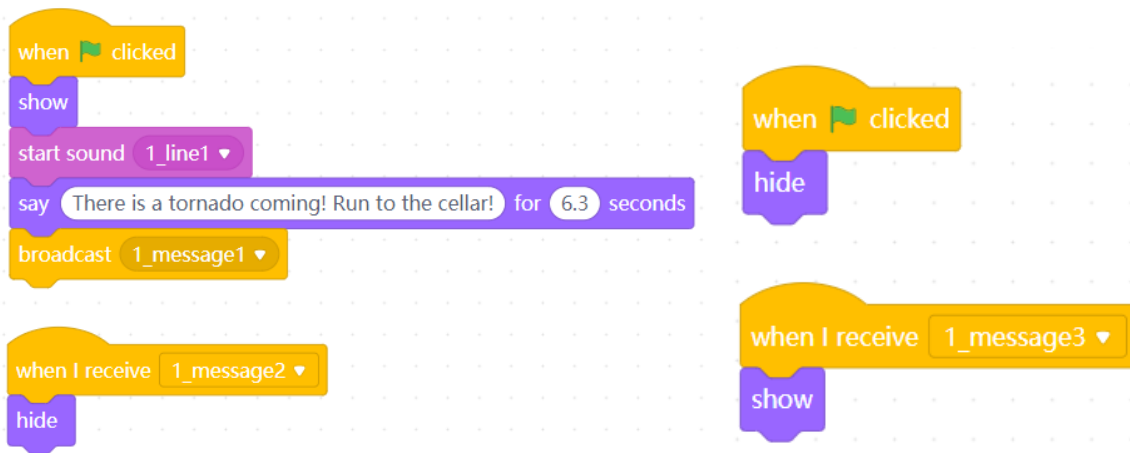 when clicked
show
start sound 1_line1
say There is a tornado coming! Run to the cellar! for 6.3 seconds
broadcast 1_message1
when I receive 1_message2
hide
when clicked
hide
when I receive 1_message3
show